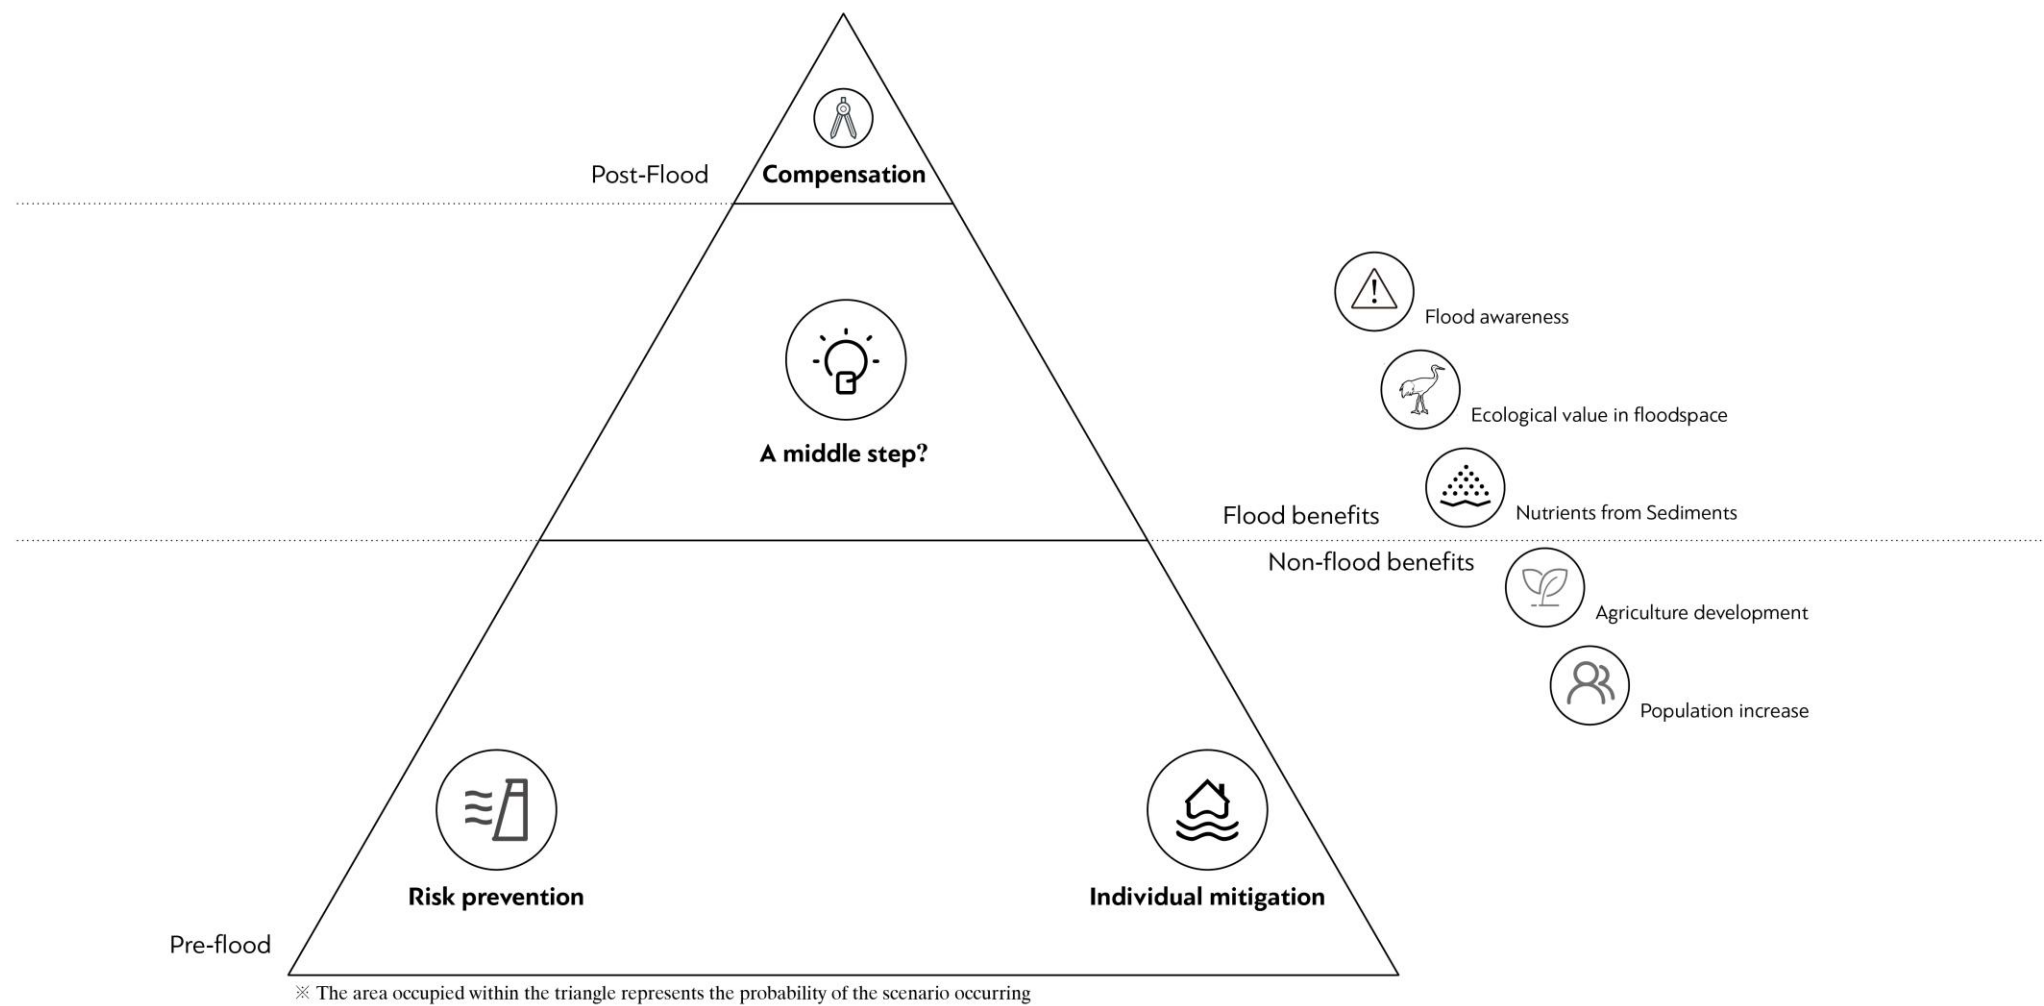 Post-Flood
Compensation
Flood awareness
Ecological value in floodspace
A middle step?
Nutrients from Sediments
Flood benefits
Non-flood benefits
Agriculture development
Population increase
Risk prevention
Individual mitigation
Pre-flood
※ The area occupied within the triangle represents the probability of the scenario occurring